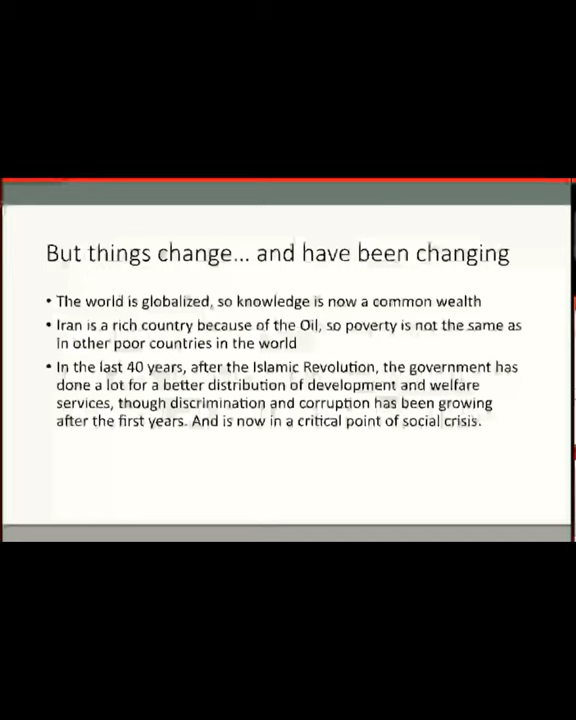 But things change... and have been changing
• The world is globalized, so knowledge is now a common wealth
• Iran is a rich country because of the Oil, so poverty is not the same as
in other poor countries in the world
• In the last 40 years, after the Islamic Revolution, the government has
done a lot for a better distribution of development and welfare
services, though discrimination and corruption has been growing
after the first years. And is now in a critical point of social crisis.